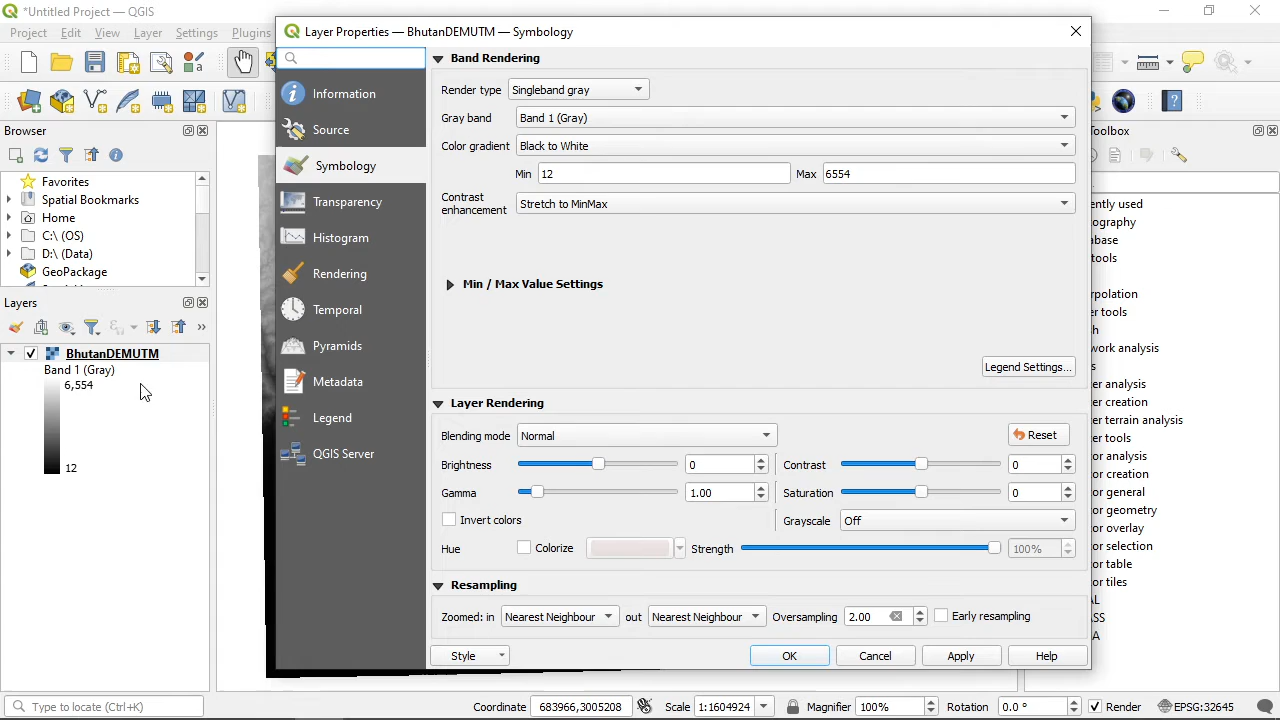 *Untitled Project — QGIS
Project Edit View Layer Settings Plugins
Browser
Favorites
Spatial Bookmarks
Home
C:\ (OS)
D:\ (Data)
GeoPackage
Layers
BhutanDEMUTM
Band 1 (Gray)
6,554
12
Layer Properties — BhutanDEMUTM — Symbology
Information
Source
Symbology
Transparency
Histogram
Rendering
Temporal
Pyramids
Metadata
Legend
QGIS Server
Band Rendering
Render type Singleband gray
Gray band Band 1 (Gray)
Color gradient Black to White
Min 12 Max 6554
Contrast
enhancement Stretch to MinMax
Min / Max Value Settings
Legend Settings...
Layer Rendering
Blending mode Normal Reset
Brightness 0 Contrast 0
Gamma 1.00 Saturation 0
Invert colors Grayscale Off
Hue Colorize Strength 100%
Resampling
Zoomed: in Nearest Neighbour out Nearest Neighbour Oversampling 2.00 Early resampling
Style OK Cancel Apply Help
Toolbox
ently used
ography
abase
tools
rpolation
er tools
h
work analysis
s
er analysis
er creation
er terrain analysis
er tools
or analysis
or creation
or general
or geometry
or overlay
or selection
or table
or tiles
AL
ASS
A
Type to locate (Ctrl+K) Coordinate 683966,3005208 Scale 1:1604924 Magnifier 100% Rotation 0.0 ° Render EPSG:32645